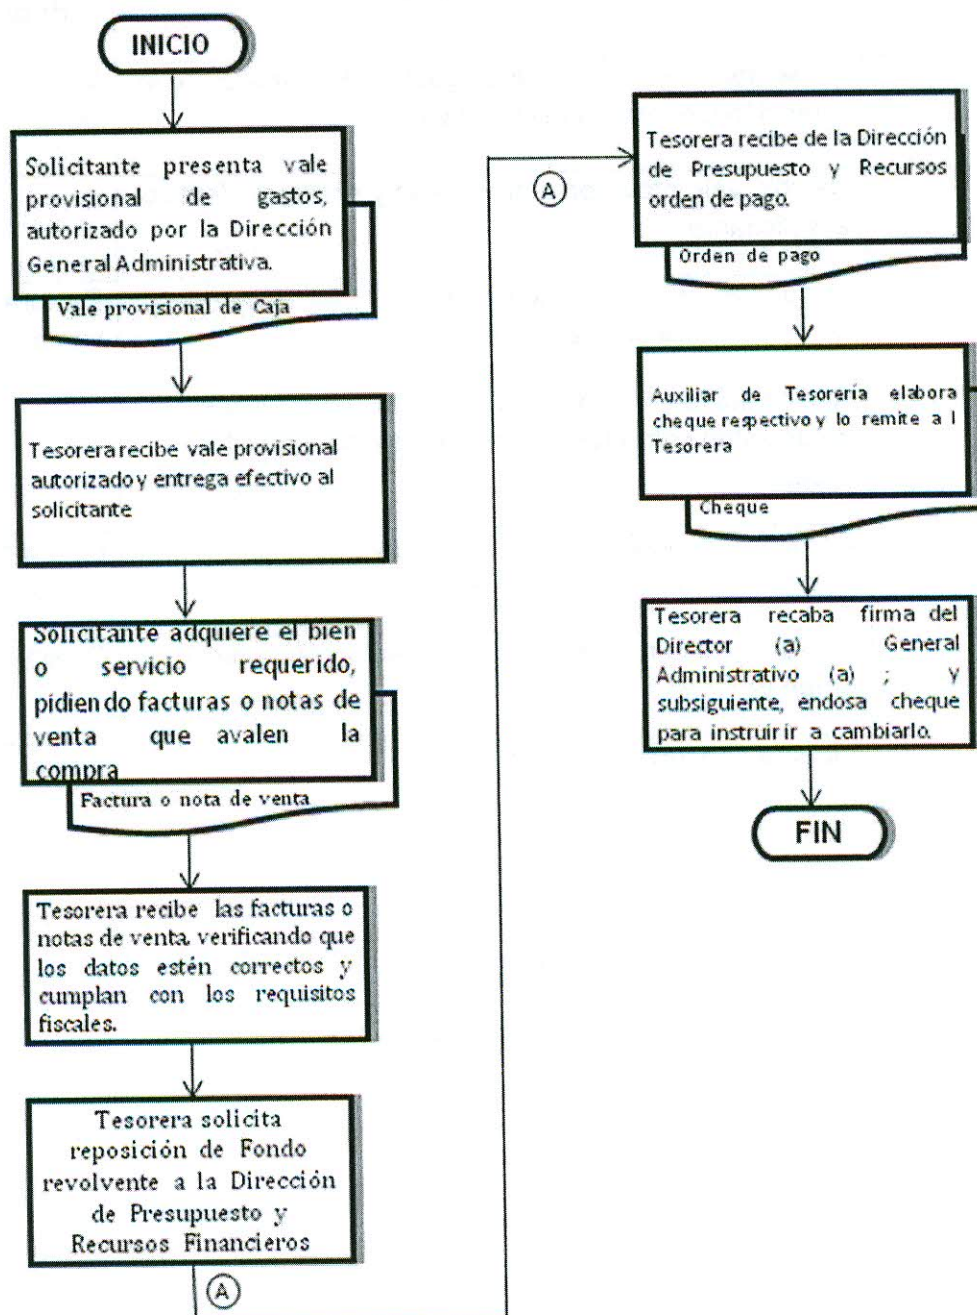 INICIO
Solicitante presenta vale
provisional de gastos,
autorizado por la Dirección
General Administrativa.
Vale provisional de Caja
Tesorera recibe vale provisional
autorizado y entrega efectivo al
solicitante
Solicitante adquiere el bien
o servicio requerido,
pidiendo facturas o notas de
venta que avalen la
compra
Factura o nota de venta
Tesorera recibe las facturas o
notas de venta, verificando que
los datos estén correctos y
cumplan con los requisitos
fiscales.
Tesorera solicita
reposición de Fondo
revolvente a la Dirección
de Presupuesto y
Recursos Financieros
A
A
Tesorera recibe de la Dirección
de Presupuesto y Recursos
orden de pago.
Orden de pago
Auxiliar de Tesorería elabora
cheque respectivo y lo remite a l
Tesorera
Cheque
Tesorera recaba firma del
Director (a) General
Administrativo (a) ; y
subsiguiente, endosa cheque
para instruir ir a cambiarlo.
FIN